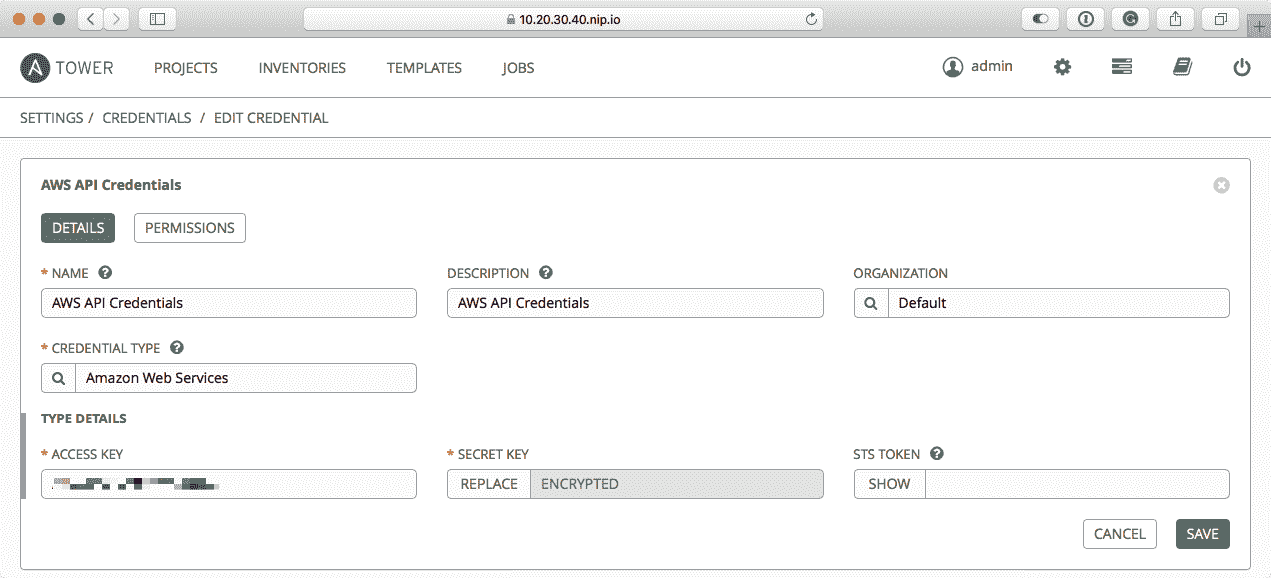 10.20.30.40.nip.io
TOWER PROJECTS INVENTORIES TEMPLATES JOBS admin
SETTINGS / CREDENTIALS / EDIT CREDENTIAL
AWS API Credentials
DETAILS PERMISSIONS
* NAME ? DESCRIPTION ? ORGANIZATION
AWS API Credentials AWS API Credentials Default
* CREDENTIAL TYPE ?
Amazon Web Services
TYPE DETAILS
* ACCESS KEY * SECRET KEY STS TOKEN ?
REPLACE ENCRYPTED SHOW
CANCEL SAVE